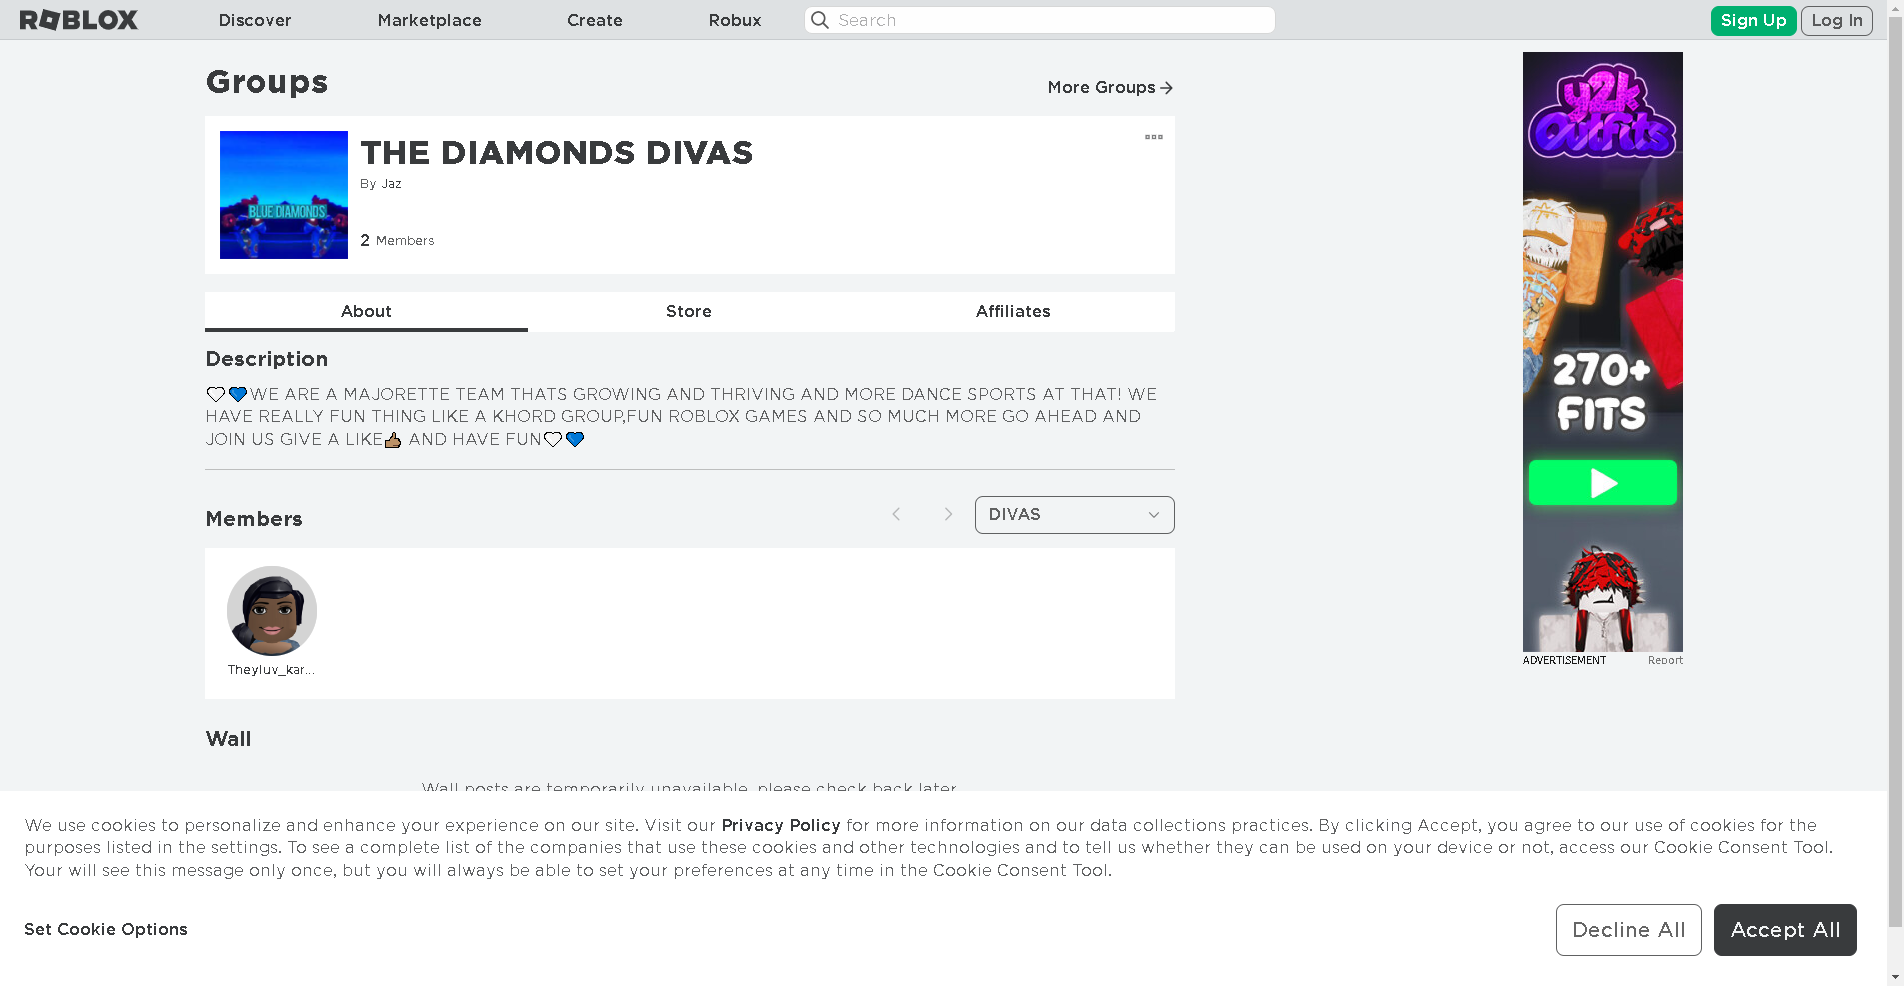 ROBLOX
Discover
Marketplace
Create
Robux
Search
Sign Up
Log In
Groups
More Groups
BLUE DIAMONDS
THE DIAMONDS DIVAS
By Jaz
2 Members
About
Store
Affiliates
Description
🤍💙WE ARE A MAJORETTE TEAM THATS GROWING AND THRIVING AND MORE DANCE SPORTS AT THAT! WE
HAVE REALLY FUN THING LIKE A KHORD GROUP,FUN ROBLOX GAMES AND SO MUCH MORE GO AHEAD AND
JOIN US GIVE A LIKE👍🏾 AND HAVE FUN🤍💙
Members
DIVAS
Theyluv_kar...
Wall
Wall posts are temporarily unavailable, please check back later.
y2k
Outfits
270+
FITS
ADVERTISEMENT
Report
We use cookies to personalize and enhance your experience on our site. Visit our Privacy Policy for more information on our data collections practices. By clicking Accept, you agree to our use of cookies for the
purposes listed in the settings. To see a complete list of the companies that use these cookies and other technologies and to tell us whether they can be used on your device or not, access our Cookie Consent Tool.
Your will see this message only once, but you will always be able to set your preferences at any time in the Cookie Consent Tool.
Set Cookie Options
Decline All
Accept All